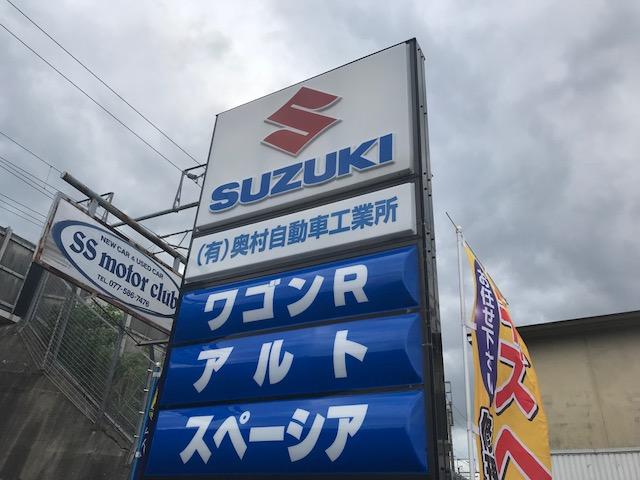 SUZUKI
(有)奥村自動車工業所
ワゴンR
アルト
スペーシア
NEW CAR & USED CAR
SS motor club
TEL.077-586-7476